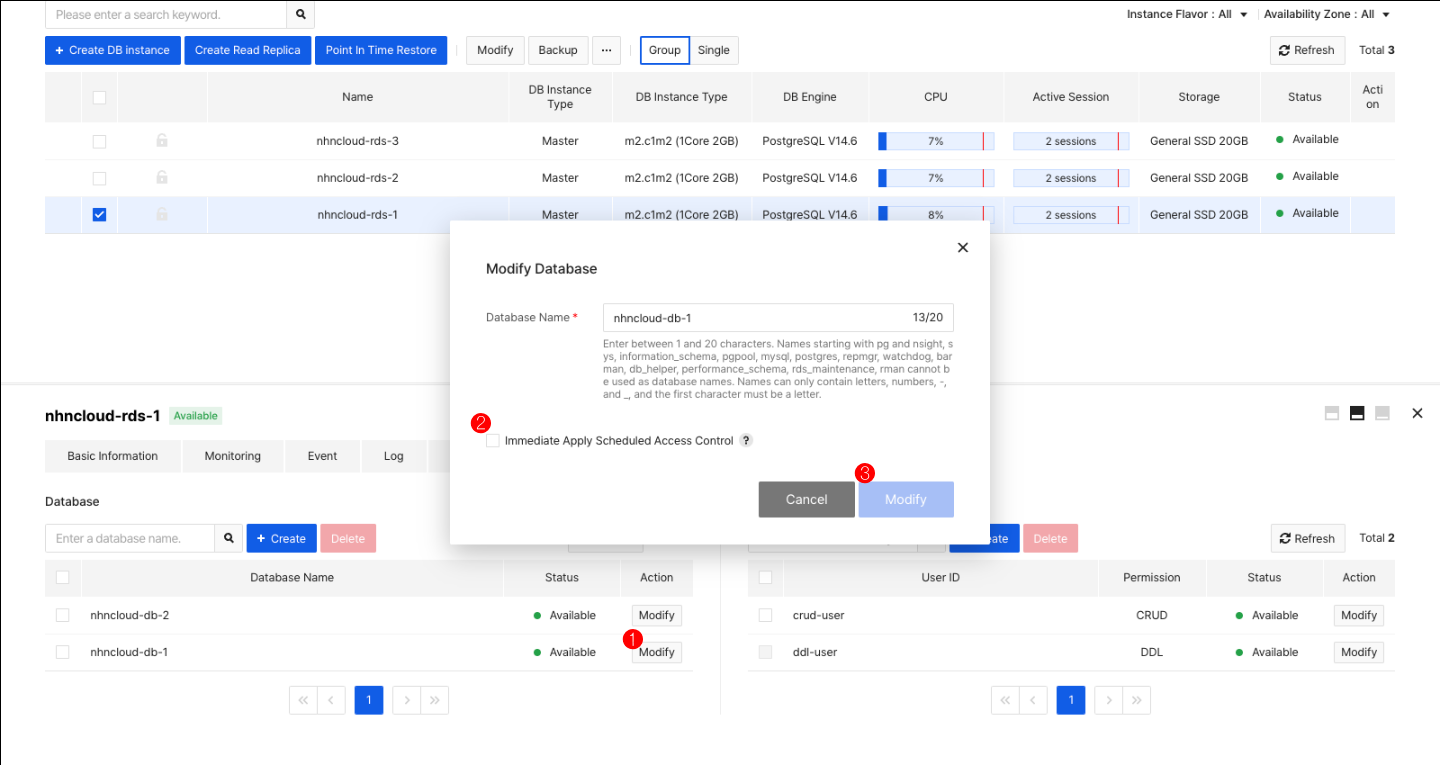 Please enter a search keyword.
Instance Flavor : All
Availability Zone : All
+ Create DB instance
Create Read Replica
Point In Time Restore
Modify
Backup
...
Group
Single
Refresh
Total 3
Name
DB Instance
Type
DB Instance Type
DB Engine
CPU
Active Session
Storage
Status
Acti
on
nhncloud-rds-3
Master
m2.c1m2 (1Core 2GB)
PostgreSQL V14.6
7%
2 sessions
General SSD 20GB
Available
nhncloud-rds-2
Master
m2.c1m2 (1Core 2GB)
PostgreSQL V14.6
7%
2 sessions
General SSD 20GB
Available
nhncloud-rds-1
Master
m2.c1m2 (1Core 2GB)
PostgreSQL V14.6
8%
2 sessions
General SSD 20GB
Available
Modify Database
Database Name *
nhncloud-db-1
13/20
Enter between 1 and 20 characters. Names starting with pg and nsight, s
ys, information_schema, pgpool, mysql, postgres, repmgr, watchdog, bar
man, db_helper, performance_schema, rds_maintenance, rman cannot b
e used as database names. Names can only contain letters, numbers, -,
and _, and the first character must be a letter.
2
Immediate Apply Scheduled Access Control ?
3
Cancel
Modify
nhncloud-rds-1
Available
Basic Information
Monitoring
Event
Log
Database
Enter a database name.
+ Create
Delete
Database Name
Status
Action
nhncloud-db-2
Available
Modify
1
nhncloud-db-1
Available
Modify
1
Delete
Refresh
Total 2
User ID
Permission
Status
Action
crud-user
CRUD
Available
Modify
ddl-user
DDL
Available
Modify
1